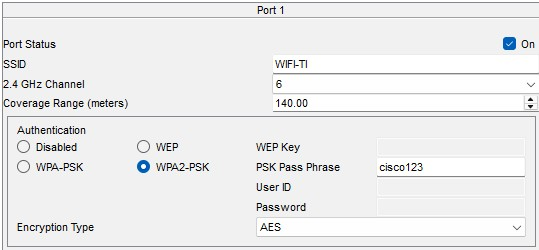 Port 1
Port Status On
SSID WIFI-TI
2.4 GHz Channel 6
Coverage Range (meters) 140.00
Authentication
Disabled WEP WEP Key
WPA-PSK WPA2-PSK PSK Pass Phrase cisco123
User ID
Password
Encryption Type AES